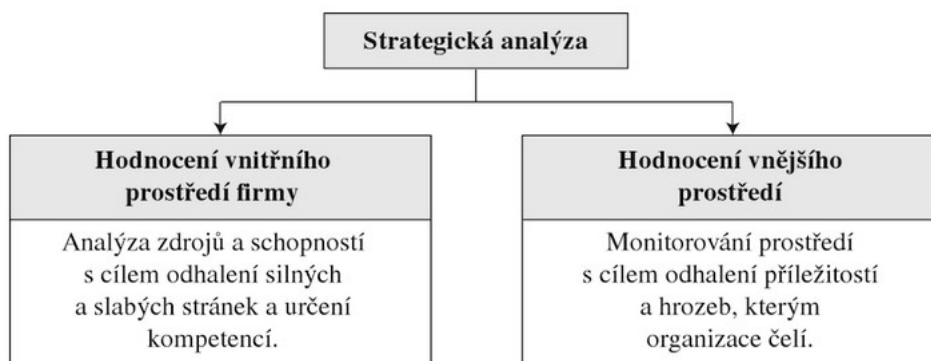 Strategická analýza
Hodnocení vnitřního
prostředí firmy
Analýza zdrojů a schopností
s cílem odhalení silných
a slabých stránek a určení
kompetencí.
Hodnocení vnějšího
prostředí
Monitorování prostředí
s cílem odhalení příležitostí
a hrozeb, kterým
organizace čelí.